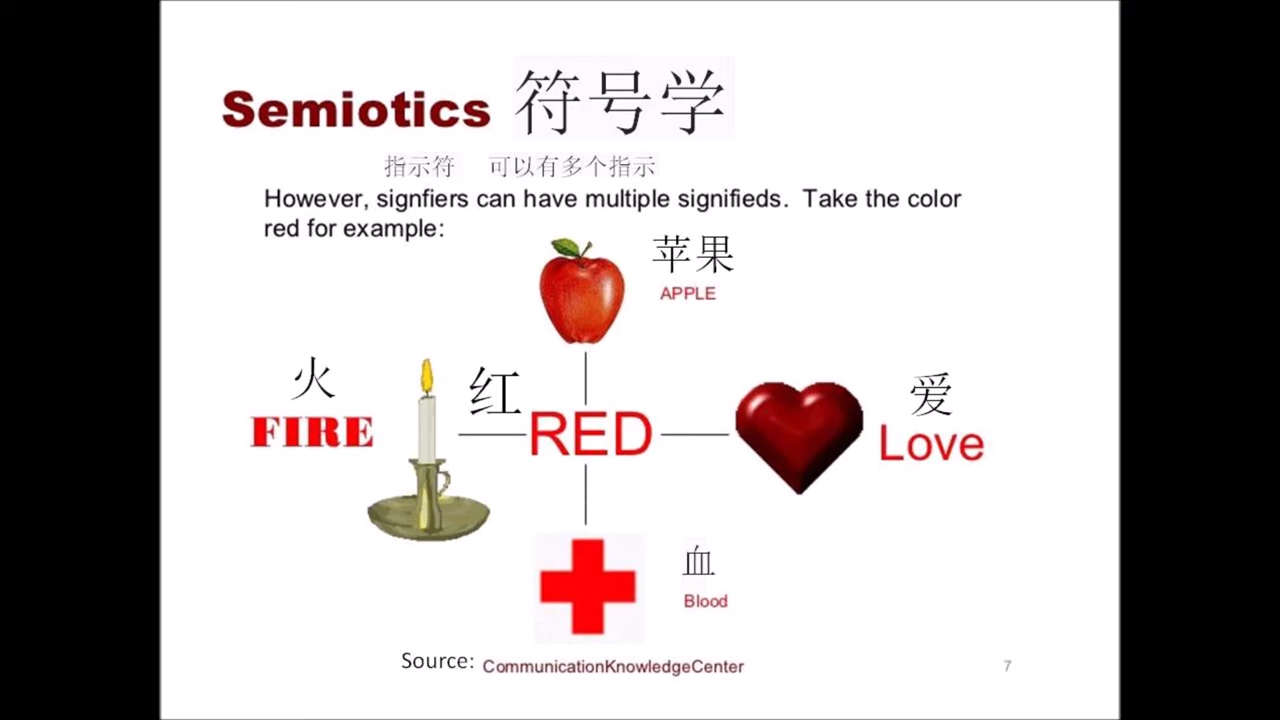 Semiotics 符号学
指示符 可以有多个指示
However, signfiers can have multiple signifieds. Take the color
red for example:
苹果
APPLE
火
FIRE
红
RED
爱
Love
血
Blood
Source: CommunicationKnowledgeCenter
7